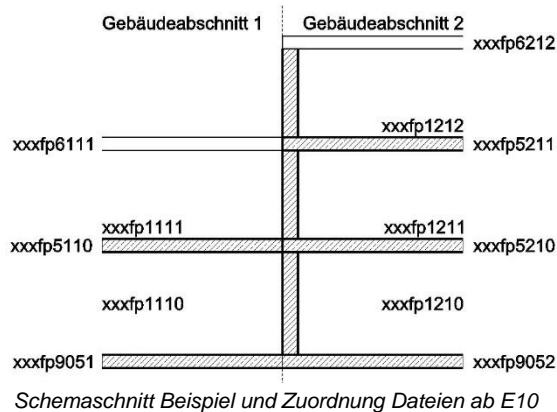 Gebäudeabschnitt 1 Gebäudeabschnitt 2
xxxfp6212
xxxfp1212
xxxfp6111 xxxfp5211
xxxfp1111 xxxfp1211
xxxfp5110 xxxfp5210
xxxfp1110 xxxfp1210
xxxfp9051 xxxfp9052
Schemaschnitt Beispiel und Zuordnung Dateien ab E10